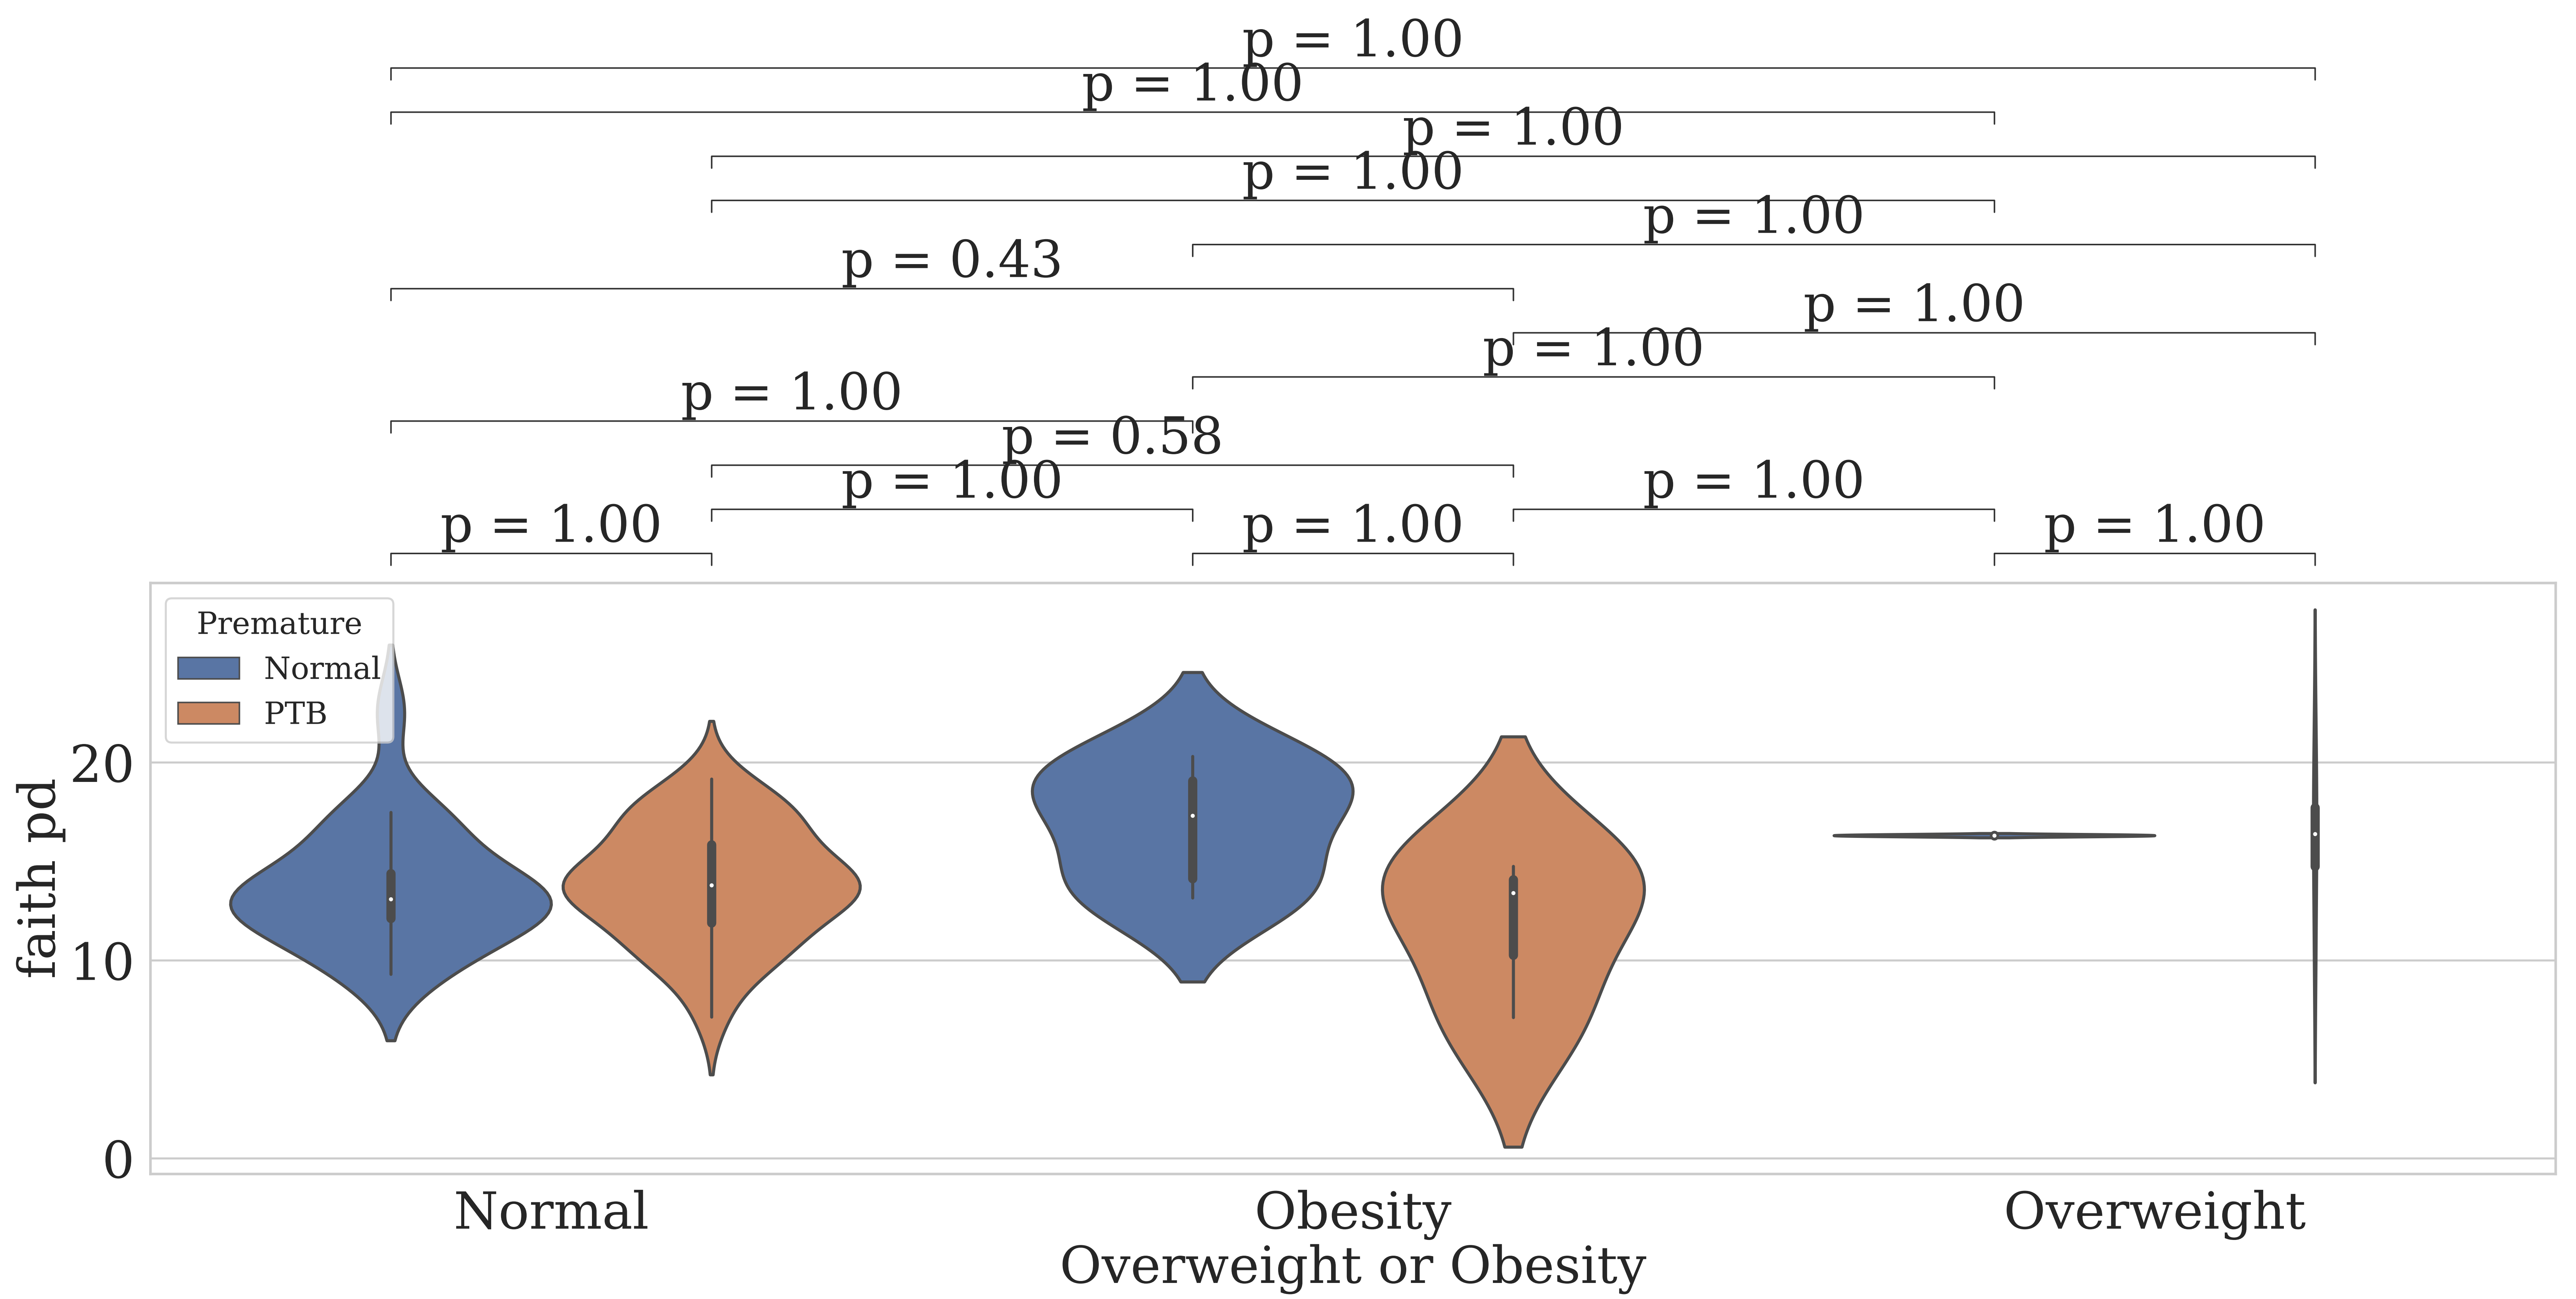 p = 1.00
p = 1.00
p = 1.00
p = 1.00
p = 1.00
p = 0.43
p = 1.00
p = 1.00
p = 1.00
p = 0.58
p = 1.00 p = 1.00
p = 1.00 p = 1.00 p = 1.00
Premature
Normal
PTB
20
10
0
faith pd
Normal Obesity Overweight
Overweight or Obesity